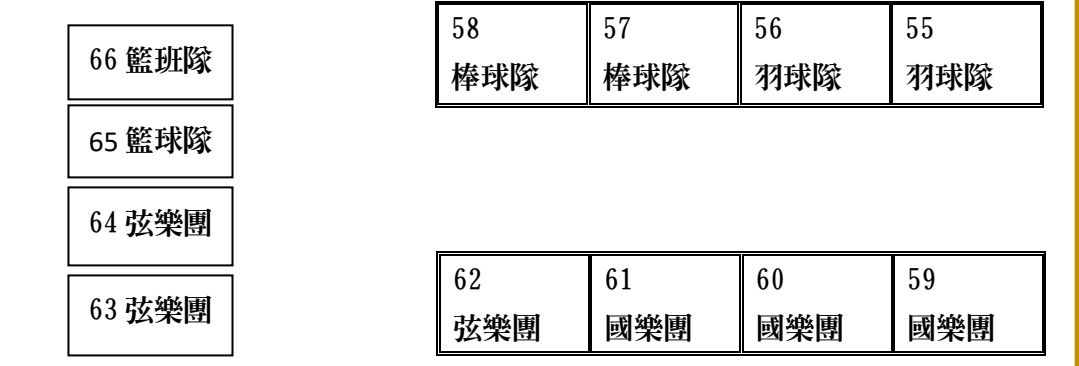 66 籃班隊
65 籃球隊
64 弦樂團
63 弦樂團
58 57 56 55
棒球隊 棒球隊 羽球隊 羽球隊
62 61 60 59
弦樂團 國樂團 國樂團 國樂團